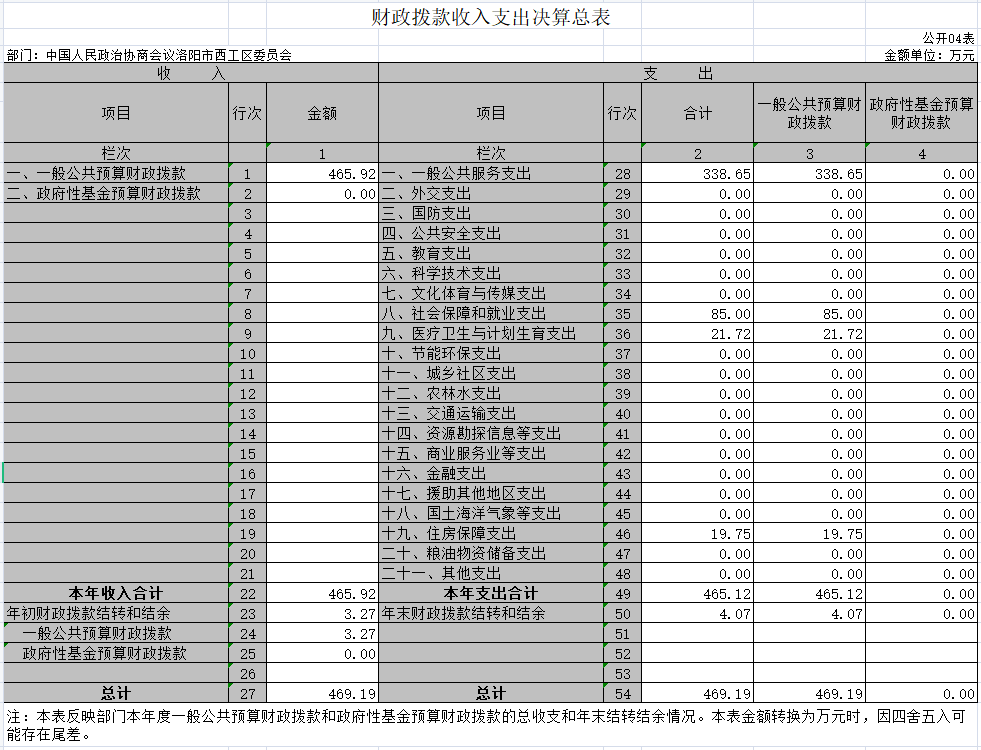 财政拨款收入支出决算总表
公开04表
部门：中国人民政治协商会议洛阳市西工区委员会 金额单位：万元
收 入 支 出
项目 行次 金额 项目 行次 合计 一般公共预算财政拨款 政府性基金预算财政拨款
栏次 1 栏次 2 3 4
一、一般公共预算财政拨款 1 465.92 一、一般公共服务支出 28 338.65 338.65 0.00
二、政府性基金预算财政拨款 2 0.00 二、外交支出 29 0.00 0.00 0.00
3 三、国防支出 30 0.00 0.00 0.00
4 四、公共安全支出 31 0.00 0.00 0.00
5 五、教育支出 32 0.00 0.00 0.00
6 六、科学技术支出 33 0.00 0.00 0.00
7 七、文化体育与传媒支出 34 0.00 0.00 0.00
8 八、社会保障和就业支出 35 85.00 85.00 0.00
9 九、医疗卫生与计划生育支出 36 21.72 21.72 0.00
10 十、节能环保支出 37 0.00 0.00 0.00
11 十一、城乡社区支出 38 0.00 0.00 0.00
12 十二、农林水支出 39 0.00 0.00 0.00
13 十三、交通运输支出 40 0.00 0.00 0.00
14 十四、资源勘探信息等支出 41 0.00 0.00 0.00
15 十五、商业服务业等支出 42 0.00 0.00 0.00
16 十六、金融支出 43 0.00 0.00 0.00
17 十七、援助其他地区支出 44 0.00 0.00 0.00
18 十八、国土海洋气象等支出 45 0.00 0.00 0.00
19 十九、住房保障支出 46 19.75 19.75 0.00
20 二十、粮油物资储备支出 47 0.00 0.00 0.00
21 二十一、其他支出 48 0.00 0.00 0.00
本年收入合计 22 465.92 本年支出合计 49 465.12 465.12 0.00
年初财政拨款结转和结余 23 3.27 年末财政拨款结转和结余 50 4.07 4.07 0.00
一般公共预算财政拨款 24 3.27 51
政府性基金预算财政拨款 25 0.00 52
26 53
总计 27 469.19 总计 54 469.19 469.19 0.00
注：本表反映部门本年度一般公共预算财政拨款和政府性基金预算财政拨款的总收支和年末结转结余情况。本表金额转换为万元时，因四舍五入可
能存在尾差。